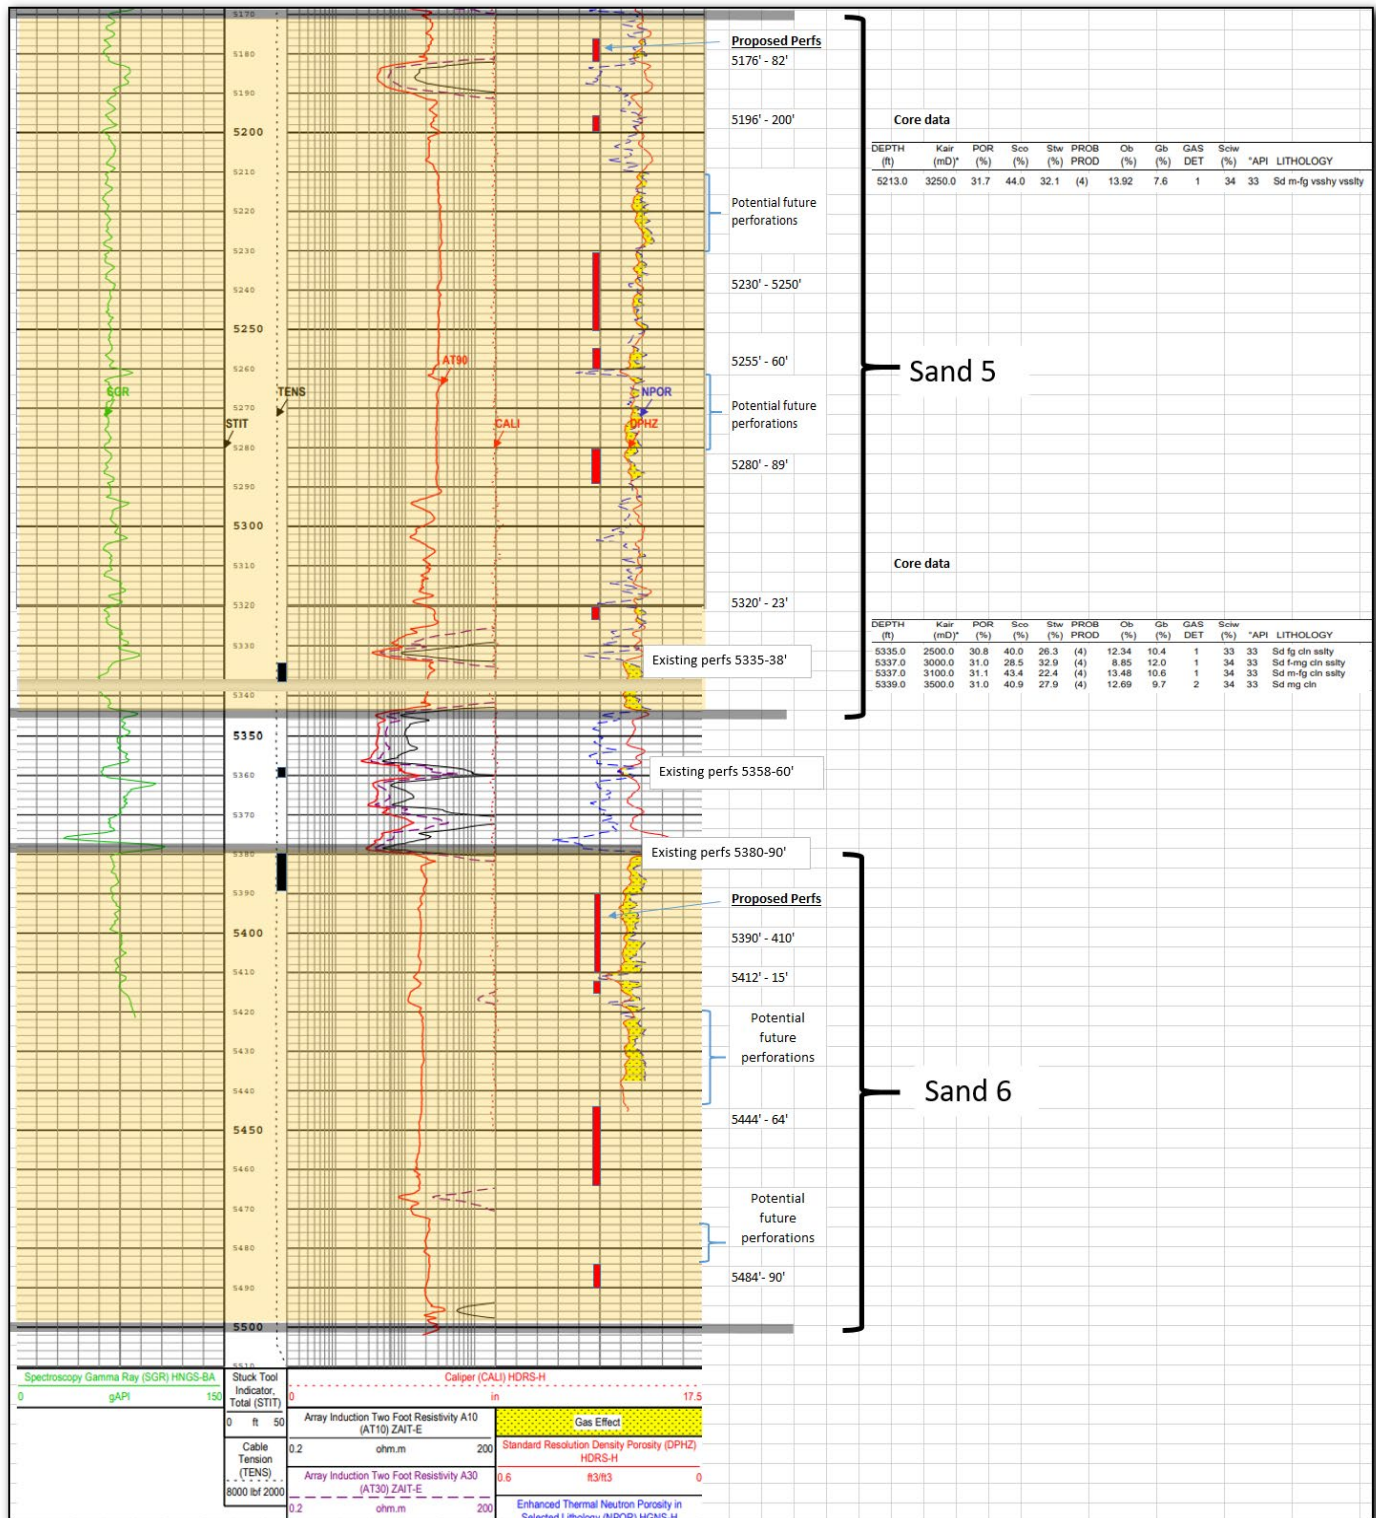 5170
Proposed Perfs
5180
5176' - 82'
5190
5196' - 200'
5200
Core data
DEPTH Kair POR Sco Stw PROB Ob Gb GAS Sciw
(ft) (mD)* (%) (%) (%) PROD (%) (%) DET (%) °API LITHOLOGY
5213.0 3250.0 31.7 44.0 32.1 (4) 13.92 7.6 1 34 33 Sd m-fg vsshy vsslty
5210
Potential future
perforations
5220
5230
5240
5230' - 5250'
5250
5260
AT90
5255' - 60'
Sand 5
SGR
TENS
NPOR
5270
Potential future
perforations
STIT
CALI
DPHZ
5280
5280' - 89'
5290
5300
5310
Core data
5320
5320' - 23'
DEPTH Kair POR Sco Stw PROB Ob Gb GAS Sciw
(ft) (mD)* (%) (%) (%) PROD (%) (%) DET (%) °API LITHOLOGY
5335.0 2500.0 30.8 40.0 26.3 (4) 12.34 10.4 1 33 33 Sd fg cln sslty
5337.0 3000.0 31.0 28.5 32.9 (4) 8.85 12.0 1 34 33 Sd f-mg cln sslty
5337.0 3100.0 31.1 43.4 22.4 (4) 13.48 10.6 1 34 33 Sd m-fg cln sslty
5339.0 3500.0 31.0 40.9 27.9 (4) 12.69 9.7 2 34 33 Sd mg cln
5330
Existing perfs 5335-38'
5340
5350
5360
Existing perfs 5358-60'
5370
5380
Existing perfs 5380-90'
5390
Proposed Perfs
5400
5390' - 410'
5410
5412' - 15'
5420
Potential
future
perforations
5430
5440
5444' - 64'
Sand 6
5450
5460
5470
Potential
future
perforations
5480
5484'- 90'
5490
5500
5510
Spectroscopy Gamma Ray (SGR) HNGS-BA
0 gAPI 150
Stuck Tool
Indicator,
Total (STIT)
0 ft 50
Cable
Tension
(TENS)
8000 lbf 2000
Caliper (CALI) HDRS-H
0 in 17.5
Array Induction Two Foot Resistivity A10
(AT10) ZAIT-E
0.2 ohm.m 200
Array Induction Two Foot Resistivity A30
(AT30) ZAIT-E
0.2 ohm.m 200
Gas Effect
Standard Resolution Density Porosity (DPHZ)
HDRS-H
0.6 ft3/ft3 0
Enhanced Thermal Neutron Porosity in
Selected Lithology (NPOR) HGNS-H